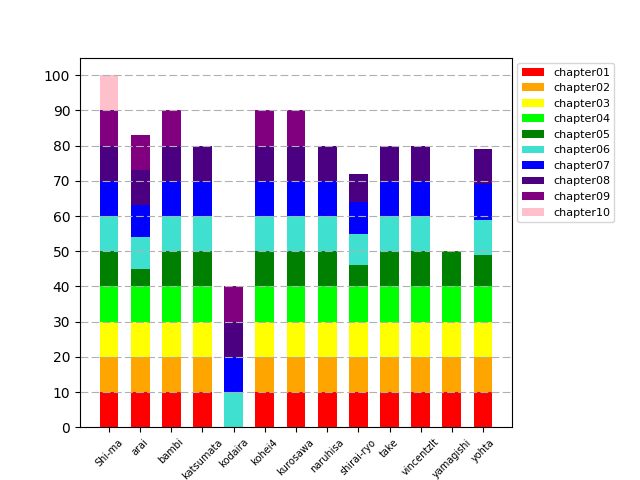 100
90
80
70
60
50
40
30
20
10
0
Shi-ma
arai
bambi
katsumata
kodaira
kohei4
kurosawa
naruhisa
shirai-ryo
take
vincentzlt
yamagishi
yohta
chapter01
chapter02
chapter03
chapter04
chapter05
chapter06
chapter07
chapter08
chapter09
chapter10